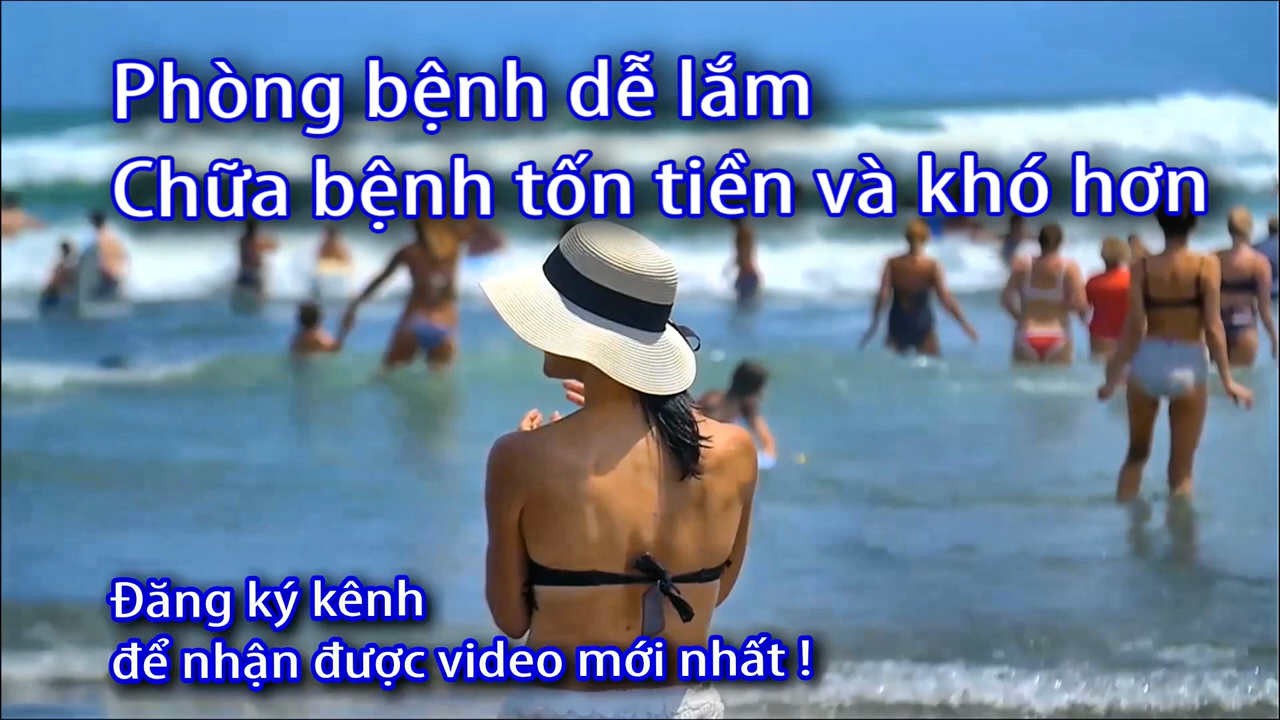 Phòng bệnh dễ lắm
Chữa bệnh tốn tiền và khó hơn
Đăng ký kênh
để nhận được video mới nhất !